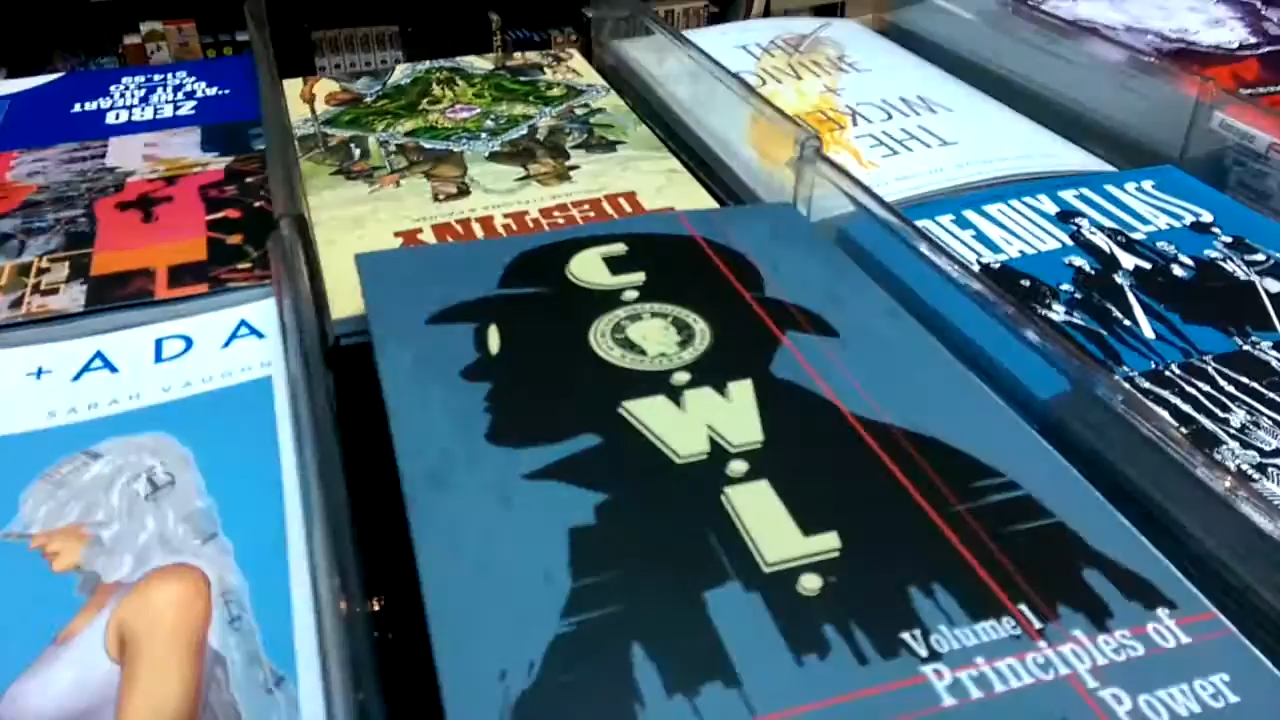 ZERO
"AT THE HEART
OF IT ALL"
$14.99
DESTINY
THE
WICKED
+
DIVINE
THE
DEADLY CLASS
+ADA
SARAH VAUGHN
C.O.W.L.
Volume 1
Principles of
Power